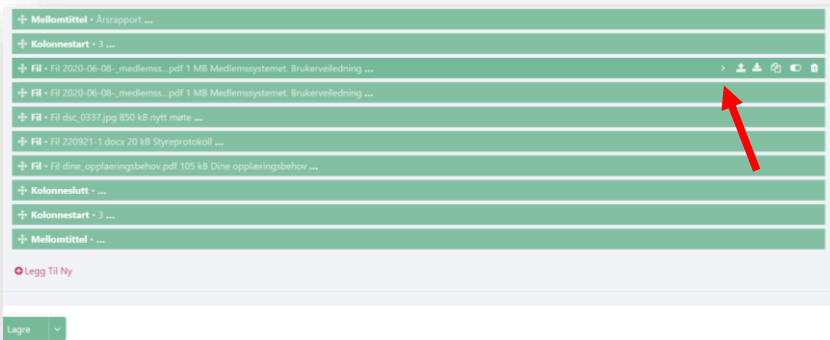 Mellomtittel • Årsrapport ...
Kolonnestart • 3 ...
Fil • Fil 2020-06-08-_medlemss...pdf 1 MB Medlemssystemet. Brukerveiledning ...
Fil • Fil 2020-06-08-_medlemss...pdf 1 MB Medlemssystemet. Brukerveiledning ...
Fil • Fil dsc_0337.jpg 850 kB nytt møte ...
Fil • Fil 220921-1.docx 20 kB Styreprotokoll ...
Fil • Fil dine_opplaeringsbehov.pdf 105 kB Dine opplæringsbehov ...
Kolonneslutt • ...
Kolonnestart • 3 ...
Mellomtittel • ...
Legg Til Ny
Lagre